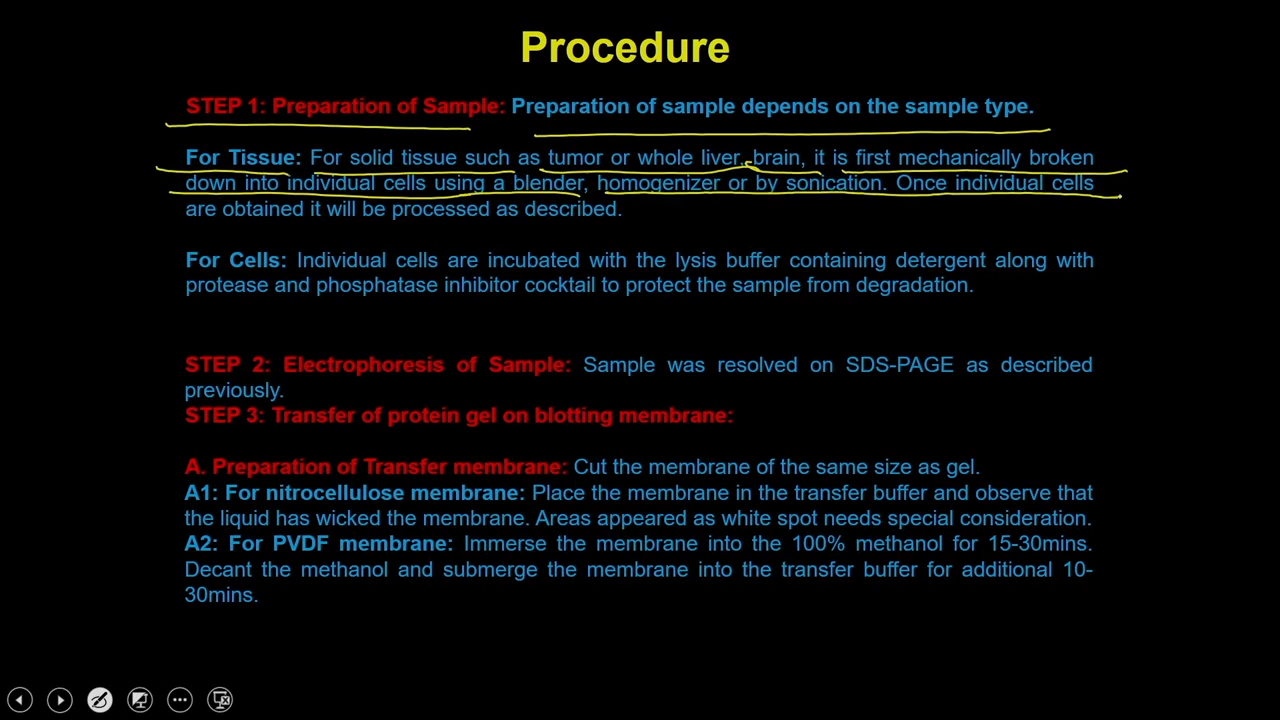 Procedure
STEP 1: Preparation of Sample: Preparation of sample depends on the sample type.
For Tissue: For solid tissue such as tumor or whole liver, brain, it is first mechanically broken
down into individual cells using a blender, homogenizer or by sonication. Once individual cells
are obtained it will be processed as described.
For Cells: Individual cells are incubated with the lysis buffer containing detergent along with
protease and phosphatase inhibitor cocktail to protect the sample from degradation.
STEP 2: Electrophoresis of Sample: Sample was resolved on SDS-PAGE as described
previously.
STEP 3: Transfer of protein gel on blotting membrane:
A. Preparation of Transfer membrane: Cut the membrane of the same size as gel.
A1: For nitrocellulose membrane: Place the membrane in the transfer buffer and observe that
the liquid has wicked the membrane. Areas appeared as white spot needs special consideration.
A2: For PVDF membrane: Immerse the membrane into the 100% methanol for 15-30mins.
Decant the methanol and submerge the membrane into the transfer buffer for additional 10-
30mins.